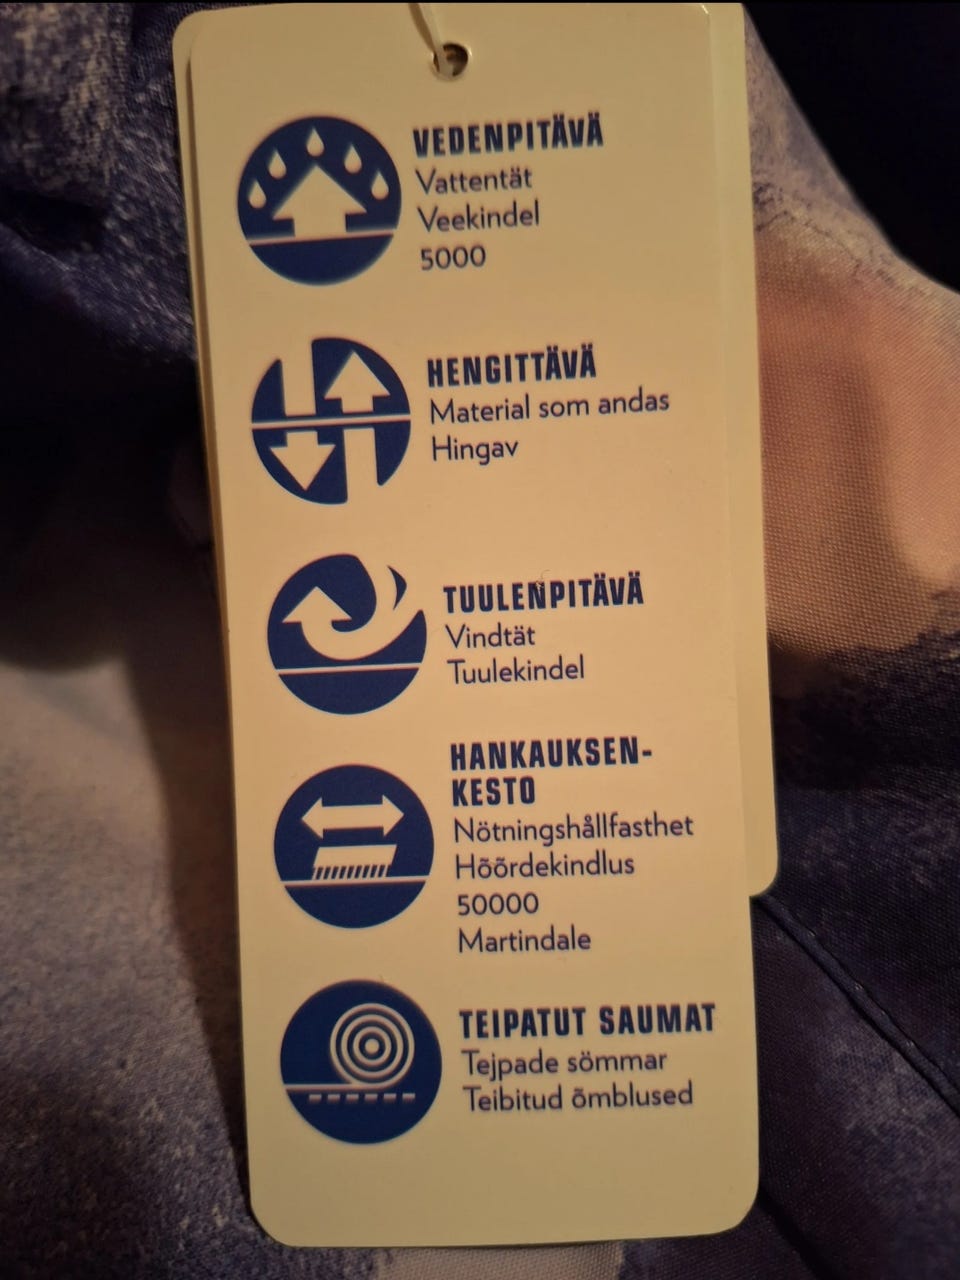 VEDENPITÄVÄ
Vattentät
Veekindel
5000
HENGITTÄVÄ
Material som andas
Hingav
TUULENPITÄVÄ
Vindtät
Tuulekindel
HANKAUKSEN-
KESTO
Nötningshållfasthet
Hõõrdekindlus
50000
Martindale
TEIPATUT SAUMAT
Tejpade sömmar
Teibitud õmblused